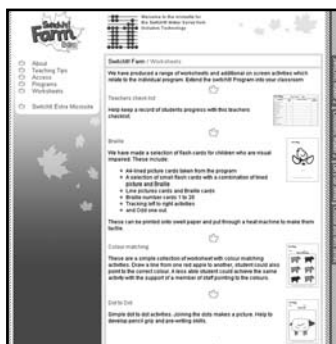 SwitchIt!
Farm
Extra
Welcome to the microsite for
the SwitchIt! Maker Series from
Inclusive Technology
About
Teaching Tips
Access
Programs
Worksheets
SwitchIt Extra Microsite
SwitchIt! Farm / Worksheets
We have produced a range of worksheets and additional on screen activities which
relate to the individual program. Extend the SwitchIt! Program into your classroom
Teachers check list
Help keep a record of students progress with this teachers
checklist.
Braille
We have made a selection of flash cards for children who are visual
impaired. These include:
A4 lined picture cards taken from the program
A selection of small flash cards with a combination of lined
picture and Braille
Line pictures cards and Braille cards
Braille number cards 1 to 20
Tracking left to right activities
and Odd one out
These can be printed onto swell paper and put through a heat machine to make them
tactile.
Colour matching
These are a simple collection of worksheet with colour matching
activities. Draw a line from one red apple to another, student could also
point to the correct colour. A less able student could achieve the same
activity with the support of a member of staff pointing to the colours.
Dot to Dot
Simple dot to dot activities. Joining the dots makes a picture. Help to
develop pencil grip and pre-writing skills.